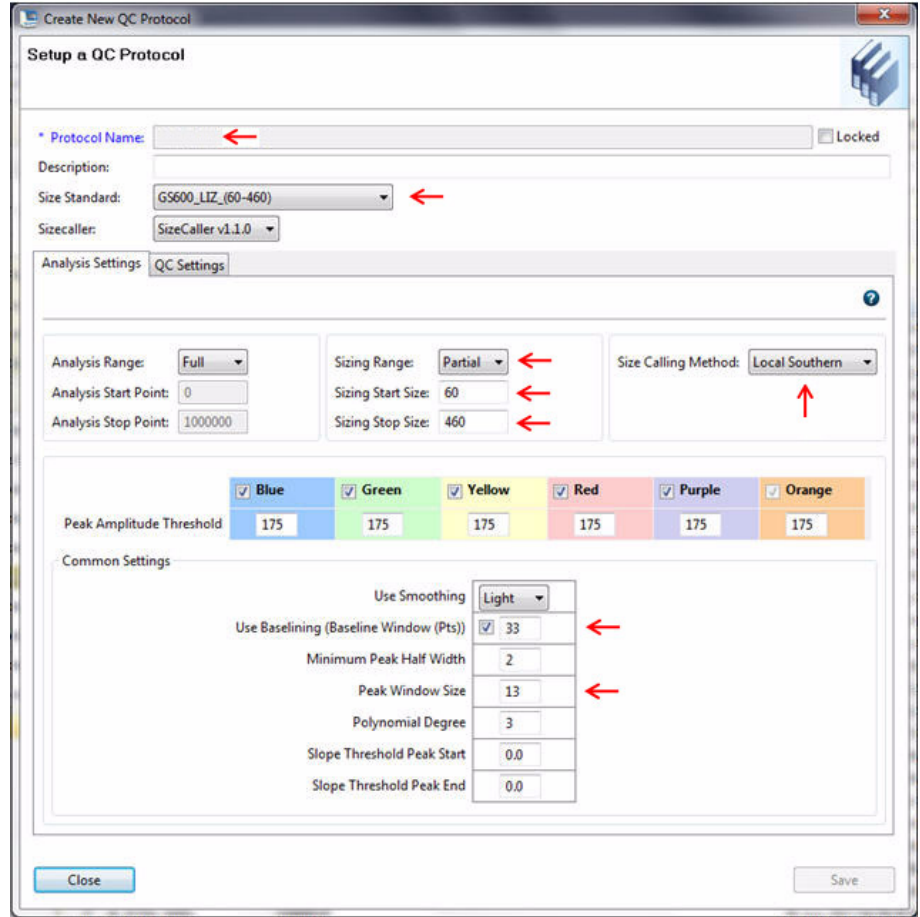 Create New QC Protocol
Setup a QC Protocol
* Protocol Name: Locked
Description:
Size Standard: GS600_LIZ_(60-460)
Sizecaller: SizeCaller v1.1.0
Analysis Settings QC Settings
Analysis Range: Full Sizing Range: Partial Size Calling Method: Local Southern
Analysis Start Point: 0 Sizing Start Size: 60
Analysis Stop Point: 1000000 Sizing Stop Size: 460
Blue Green Yellow Red Purple Orange
Peak Amplitude Threshold 175 175 175 175 175 175
Common Settings
Use Smoothing Light
Use Baselining (Baseline Window (Pts)) 33
Minimum Peak Half Width 2
Peak Window Size 13
Polynomial Degree 3
Slope Threshold Peak Start 0.0
Slope Threshold Peak End 0.0
Close Save